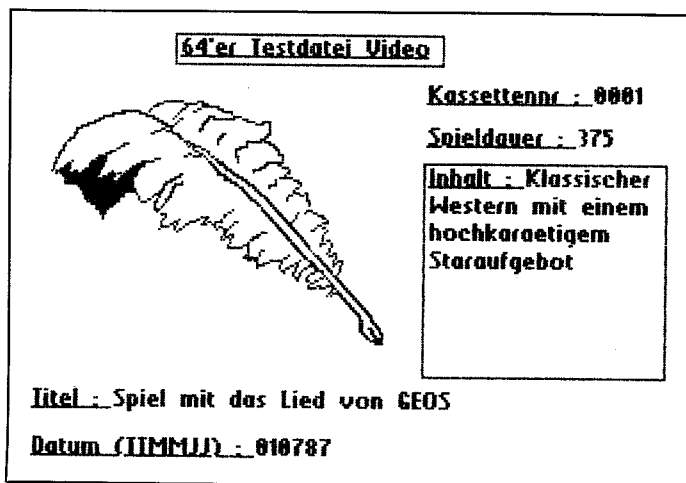 64'er Testdatei Video
Kassettennr : 0001
Spieldauer : 375
Inhalt : Klassischer
Western mit einem
hochkaraetigem
Staraufgebot
Titel : Spiel mit das Lied von GEOS
Datum (TTMMJJ) : 010787